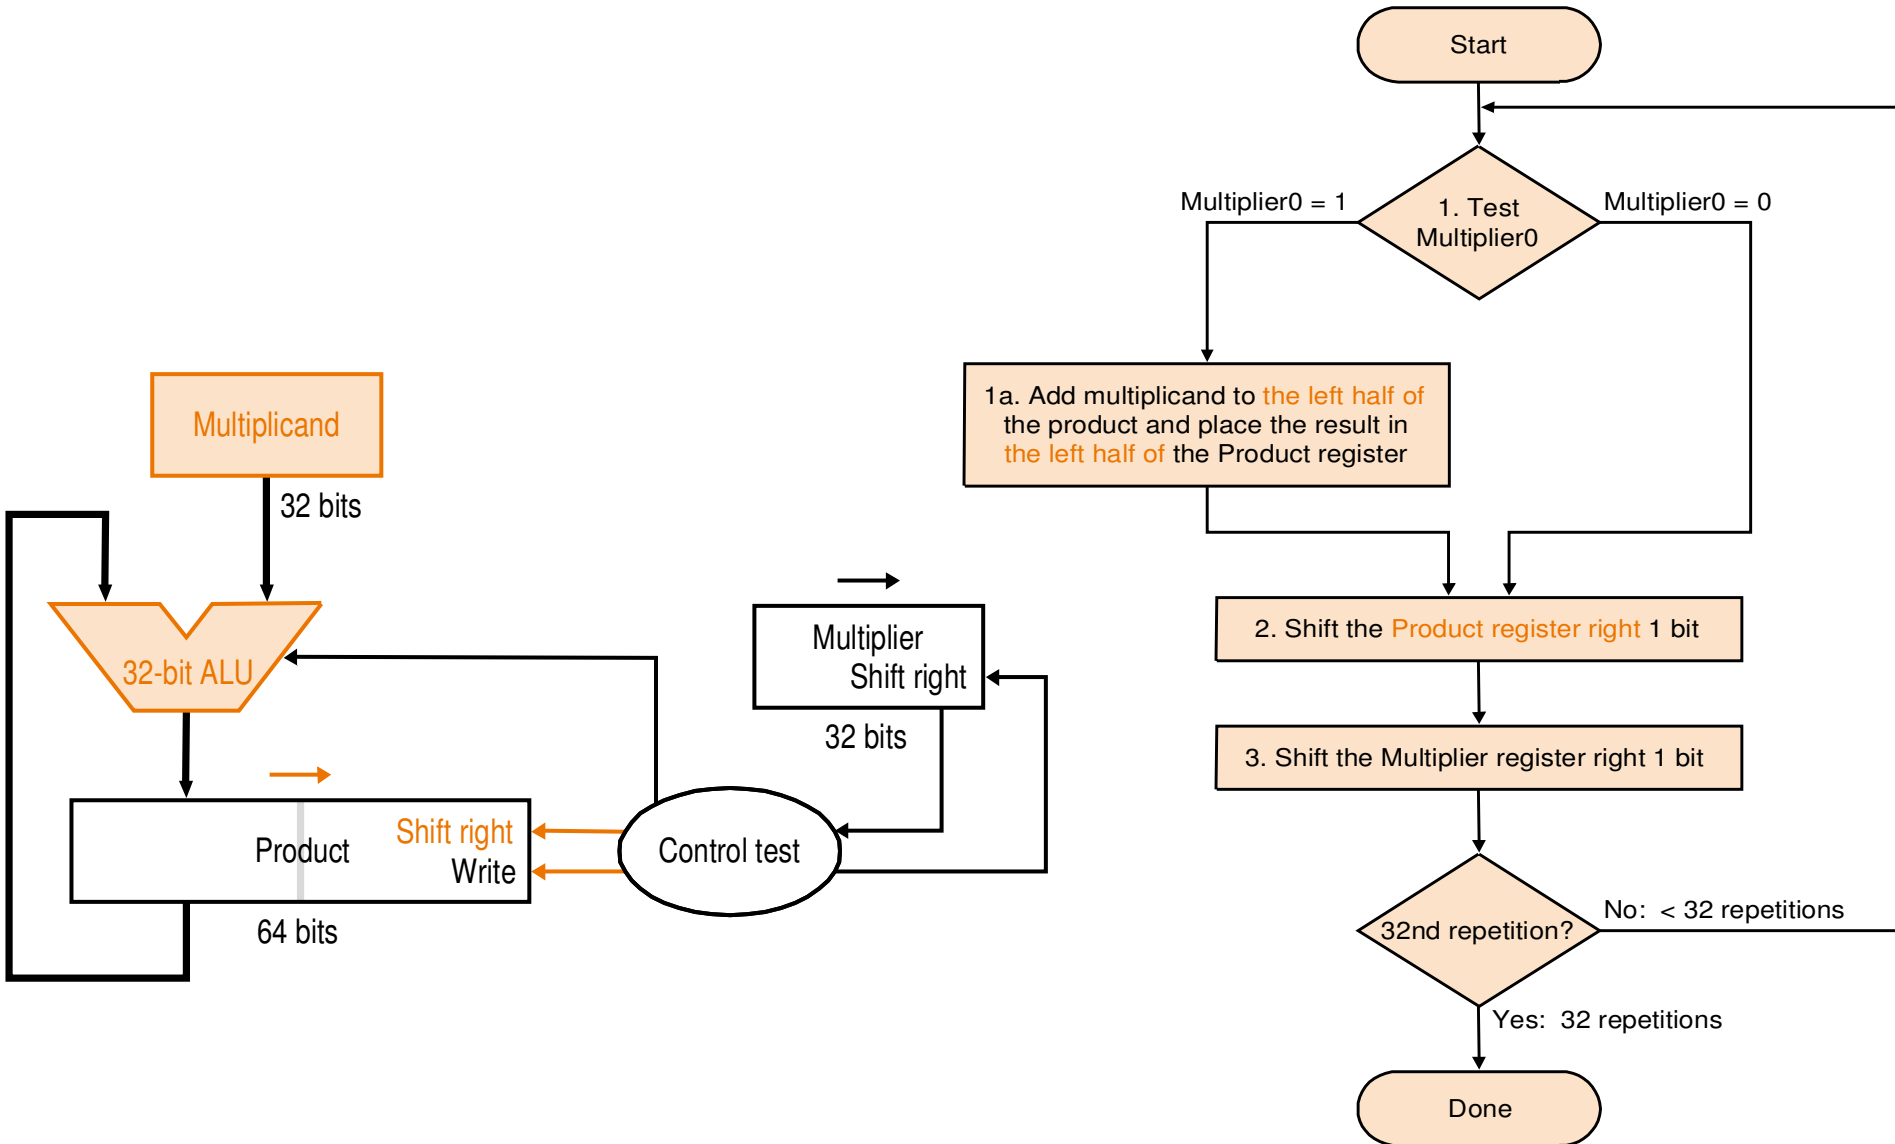 Multiplicand
32 bits
32-bit ALU
Multiplier
Shift right
32 bits
Product
Shift right
Write
64 bits
Control test
Start
Multiplier0 = 1
1. Test
Multiplier0
Multiplier0 = 0
1a. Add multiplicand to the left half of
the product and place the result in
the left half of the Product register
2. Shift the Product register right 1 bit
3. Shift the Multiplier register right 1 bit
32nd repetition?
No: < 32 repetitions
Yes: 32 repetitions
Done